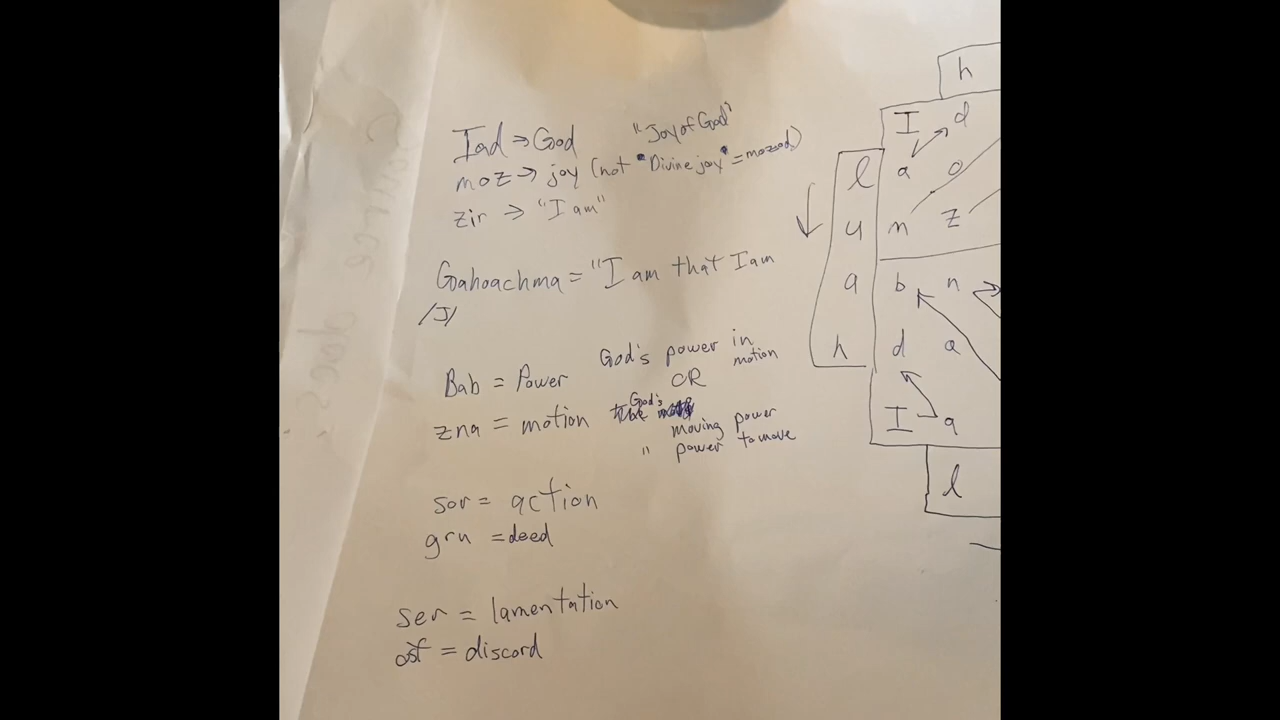 Iad → God "Joy of God"
moz → joy (not "Divine joy" = mozod)
zir → "I am"
Gahoachma = "I am that I am
/J/
Bab = Power God's power in motion
OR
zna = motion God's moving power
" power to move
sor = action
gru = deed
ser = lamentation
osf = discord
h
I d
l a o
u n z
a b n
h d a
I a
l